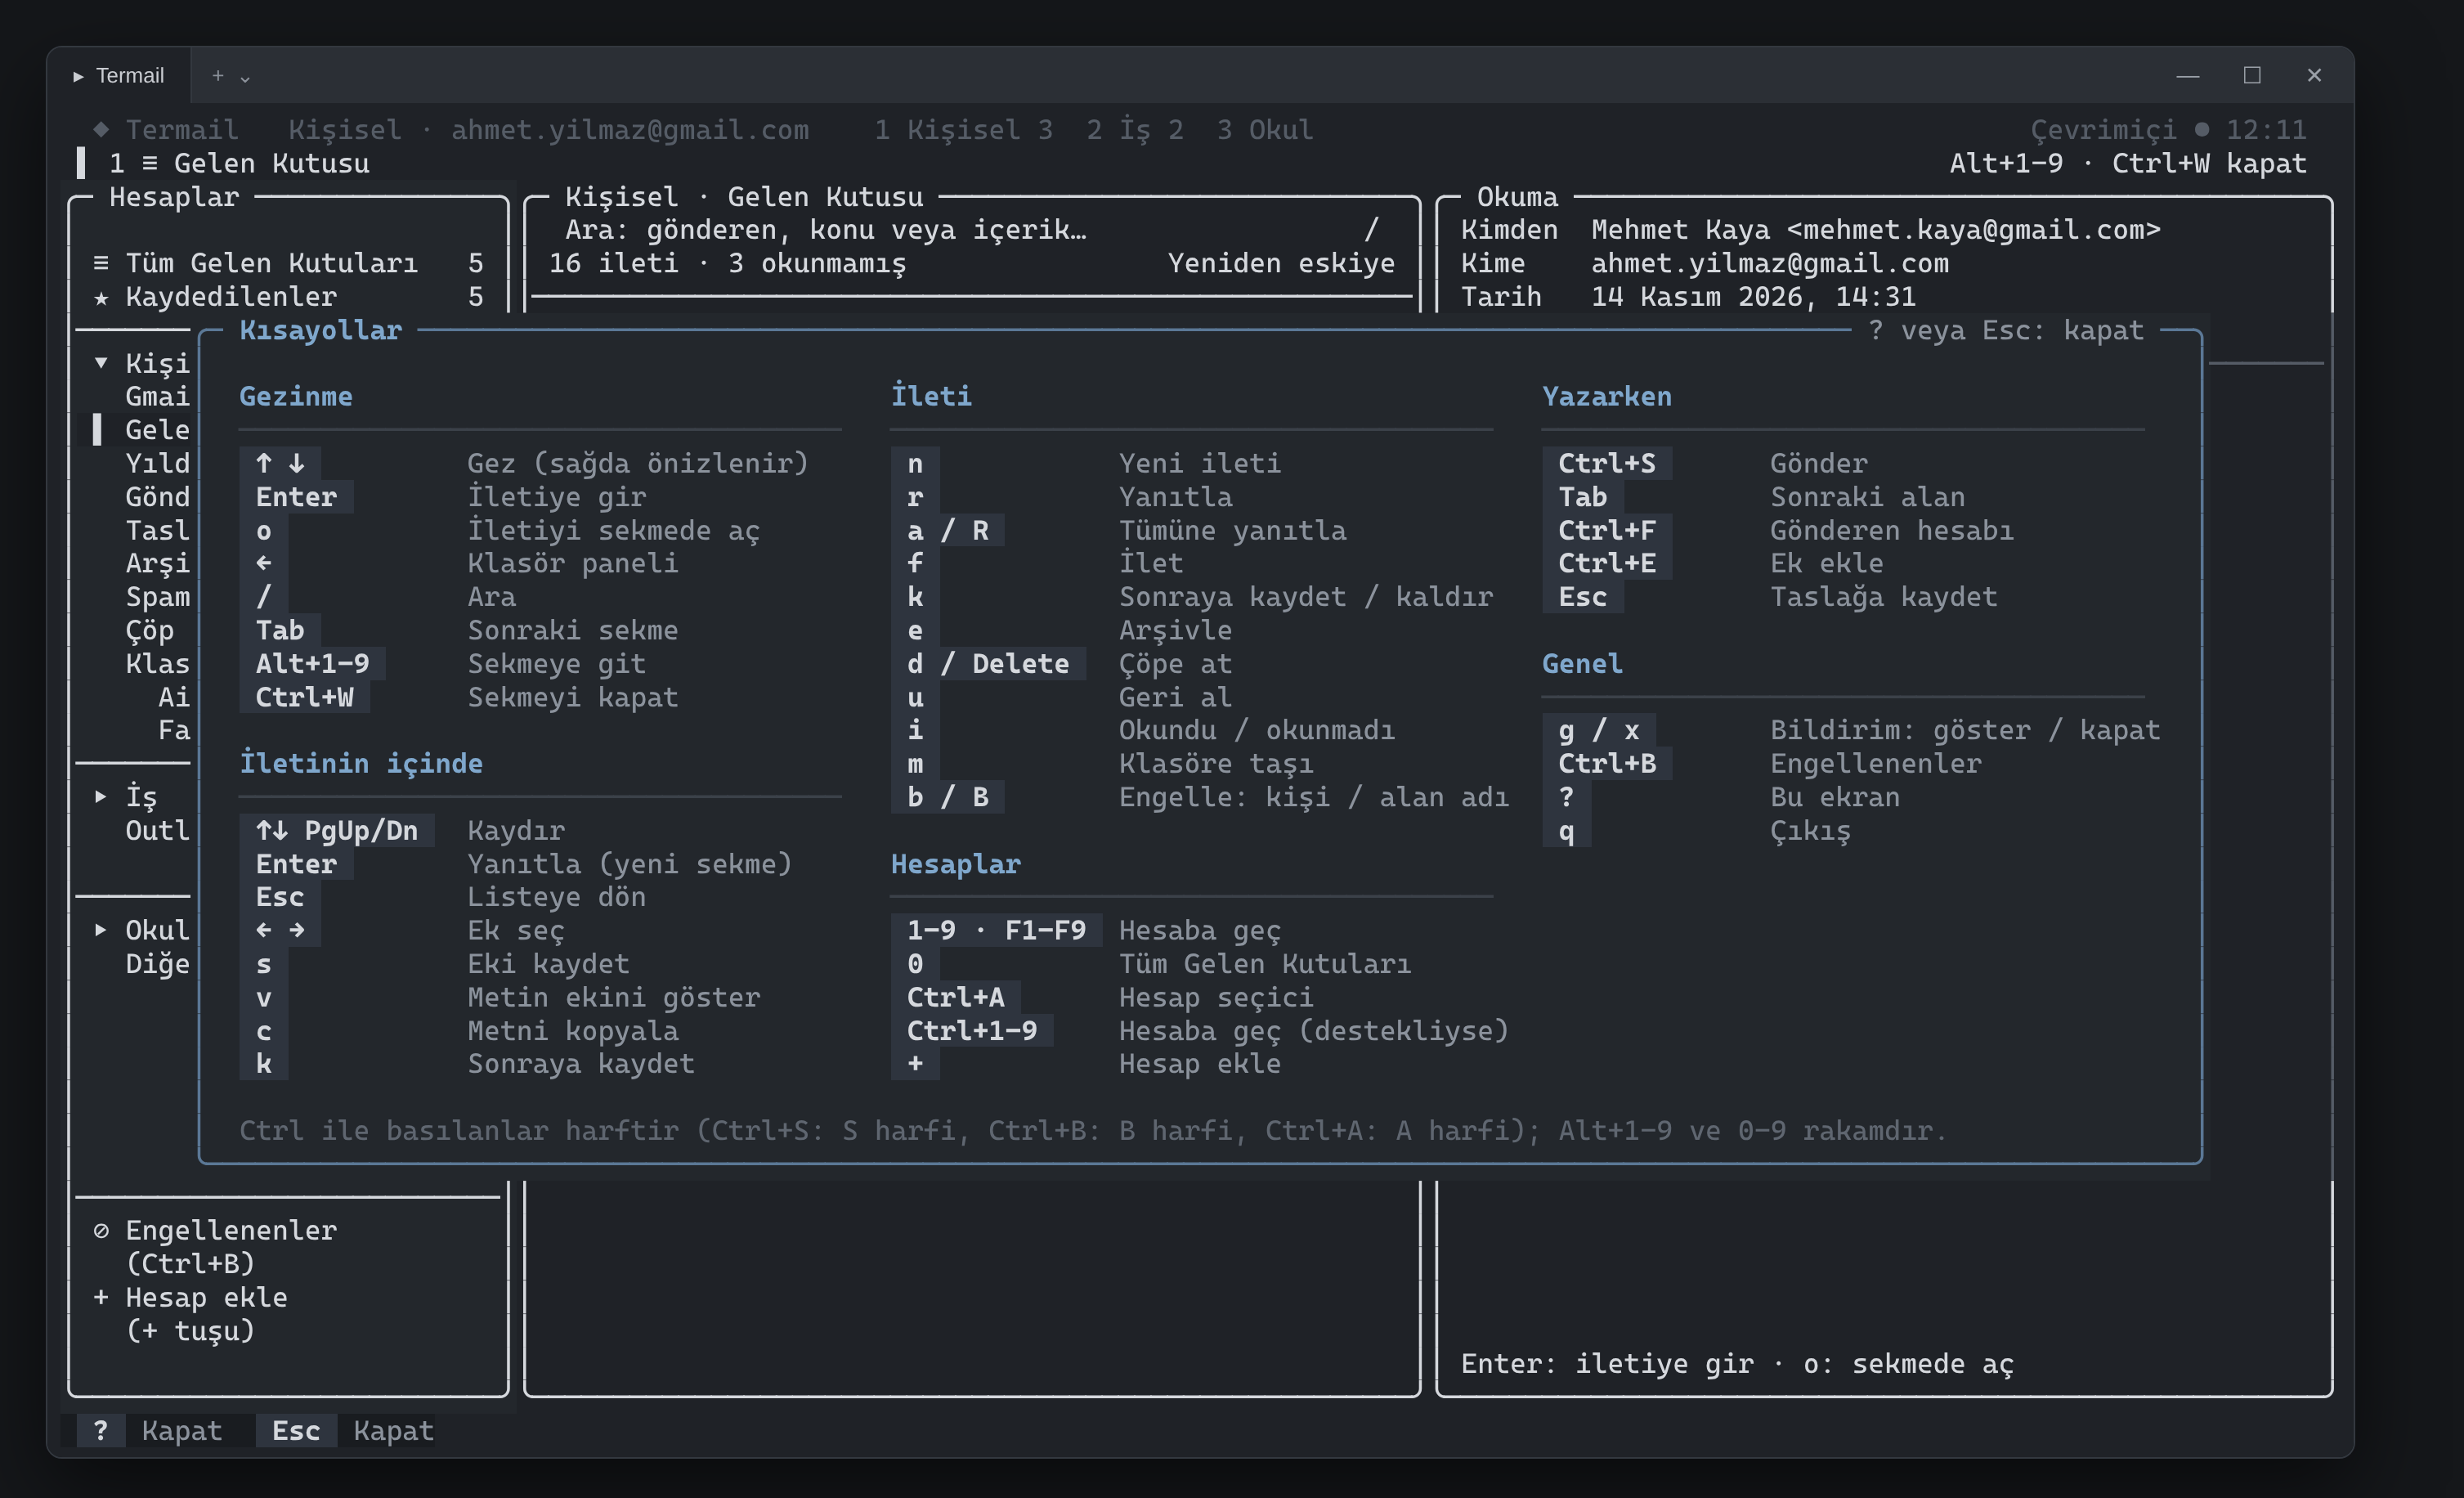 ▸ Termail + ⌄ — ☐ ✕
◆ Termail Kişisel · ahmet.yilmaz@gmail.com 1 Kişisel 3 2 İş 2 3 Okul Çevrimiçi ● 12:11
1 ≡ Gelen Kutusu Alt+1-9 · Ctrl+W kapat
Hesaplar
≡ Tüm Gelen Kutuları 5
★ Kaydedilenler 5
▼ Kişi
Gmai
Gele
Yıld
Gönd
Tasl
Arşi
Spam
Çöp
Klas
Ai
Fa
▸ İş
Outl
▸ Okul
Diğe
⊘ Engellenenler
(Ctrl+B)
+ Hesap ekle
(+ tuşu)
Kişisel · Gelen Kutusu
Ara: gönderen, konu veya içerik… /
16 ileti · 3 okunmamış Yeniden eskiye
Okuma
Kimden Mehmet Kaya <mehmet.kaya@gmail.com>
Kime ahmet.yilmaz@gmail.com
Tarih 14 Kasım 2026, 14:31
Kısayollar ? veya Esc: kapat
Gezinme
↑ ↓ Gez (sağda önizlenir)
Enter İletiye gir
o İletiyi sekmede aç
← Klasör paneli
/ Ara
Tab Sonraki sekme
Alt+1-9 Sekmeye git
Ctrl+W Sekmeyi kapat
İletinin içinde
↑↓ PgUp/Dn Kaydır
Enter Yanıtla (yeni sekme)
Esc Listeye dön
← → Ek seç
s Eki kaydet
v Metin ekini göster
c Metni kopyala
k Sonraya kaydet
İleti
n Yeni ileti
r Yanıtla
a / R Tümüne yanıtla
f İlet
k Sonraya kaydet / kaldır
e Arşivle
d / Delete Çöpe at
u Geri al
i Okundu / okunmadı
m Klasöre taşı
b / B Engelle: kişi / alan adı
Hesaplar
1-9 · F1-F9 Hesaba geç
0 Tüm Gelen Kutuları
Ctrl+A Hesap seçici
Ctrl+1-9 Hesaba geç (destekliyse)
+ Hesap ekle
Yazarken
Ctrl+S Gönder
Tab Sonraki alan
Ctrl+F Gönderen hesabı
Ctrl+E Ek ekle
Esc Taslağa kaydet
Genel
g / x Bildirim: göster / kapat
Ctrl+B Engellenenler
? Bu ekran
q Çıkış
Ctrl ile basılanlar harftir (Ctrl+S: S harfi, Ctrl+B: B harfi, Ctrl+A: A harfi); Alt+1-9 ve 0-9 rakamdır.
Enter: iletiye gir · o: sekmede aç
? Kapat Esc Kapat